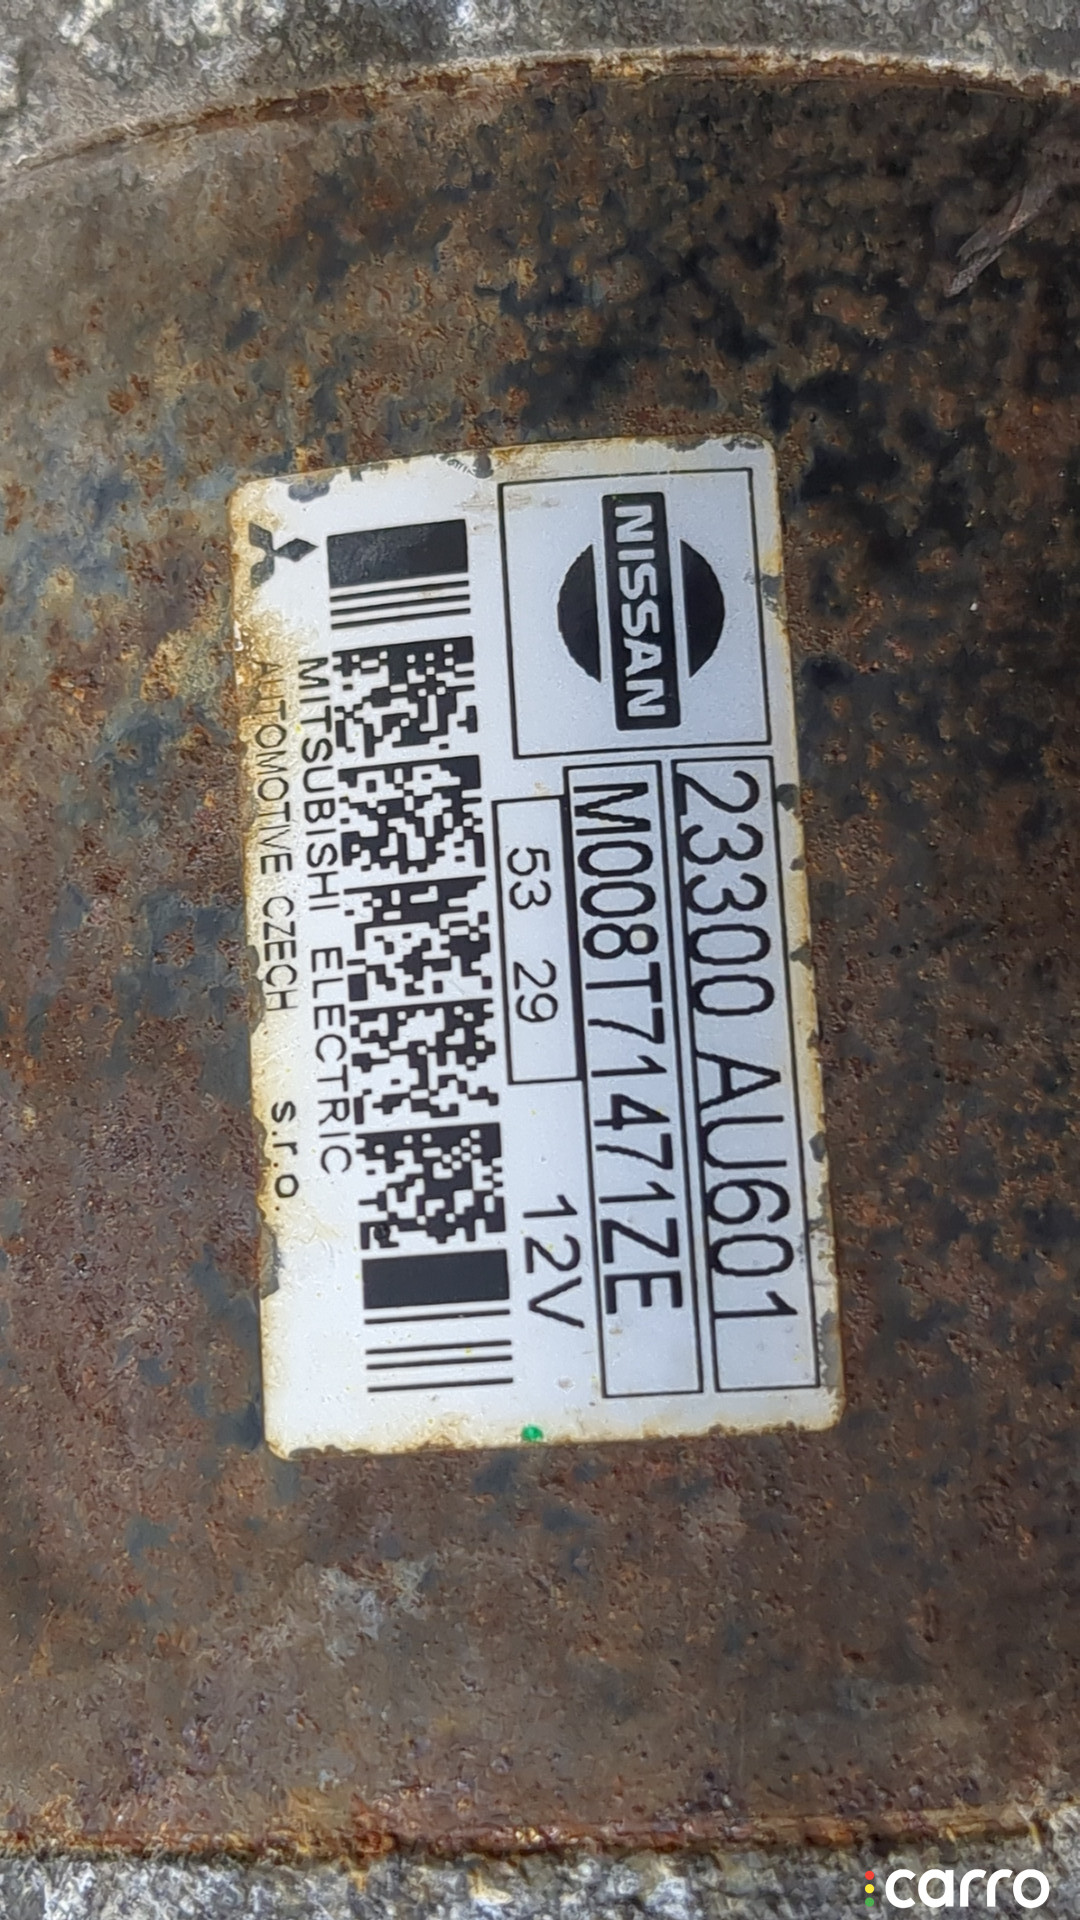 NISSAN
23300 AU601
M008T71471ZE
53 29
12V
MITSUBISHI ELECTRIC
AUTOMOTIVE CZECH s.r.o.
carro